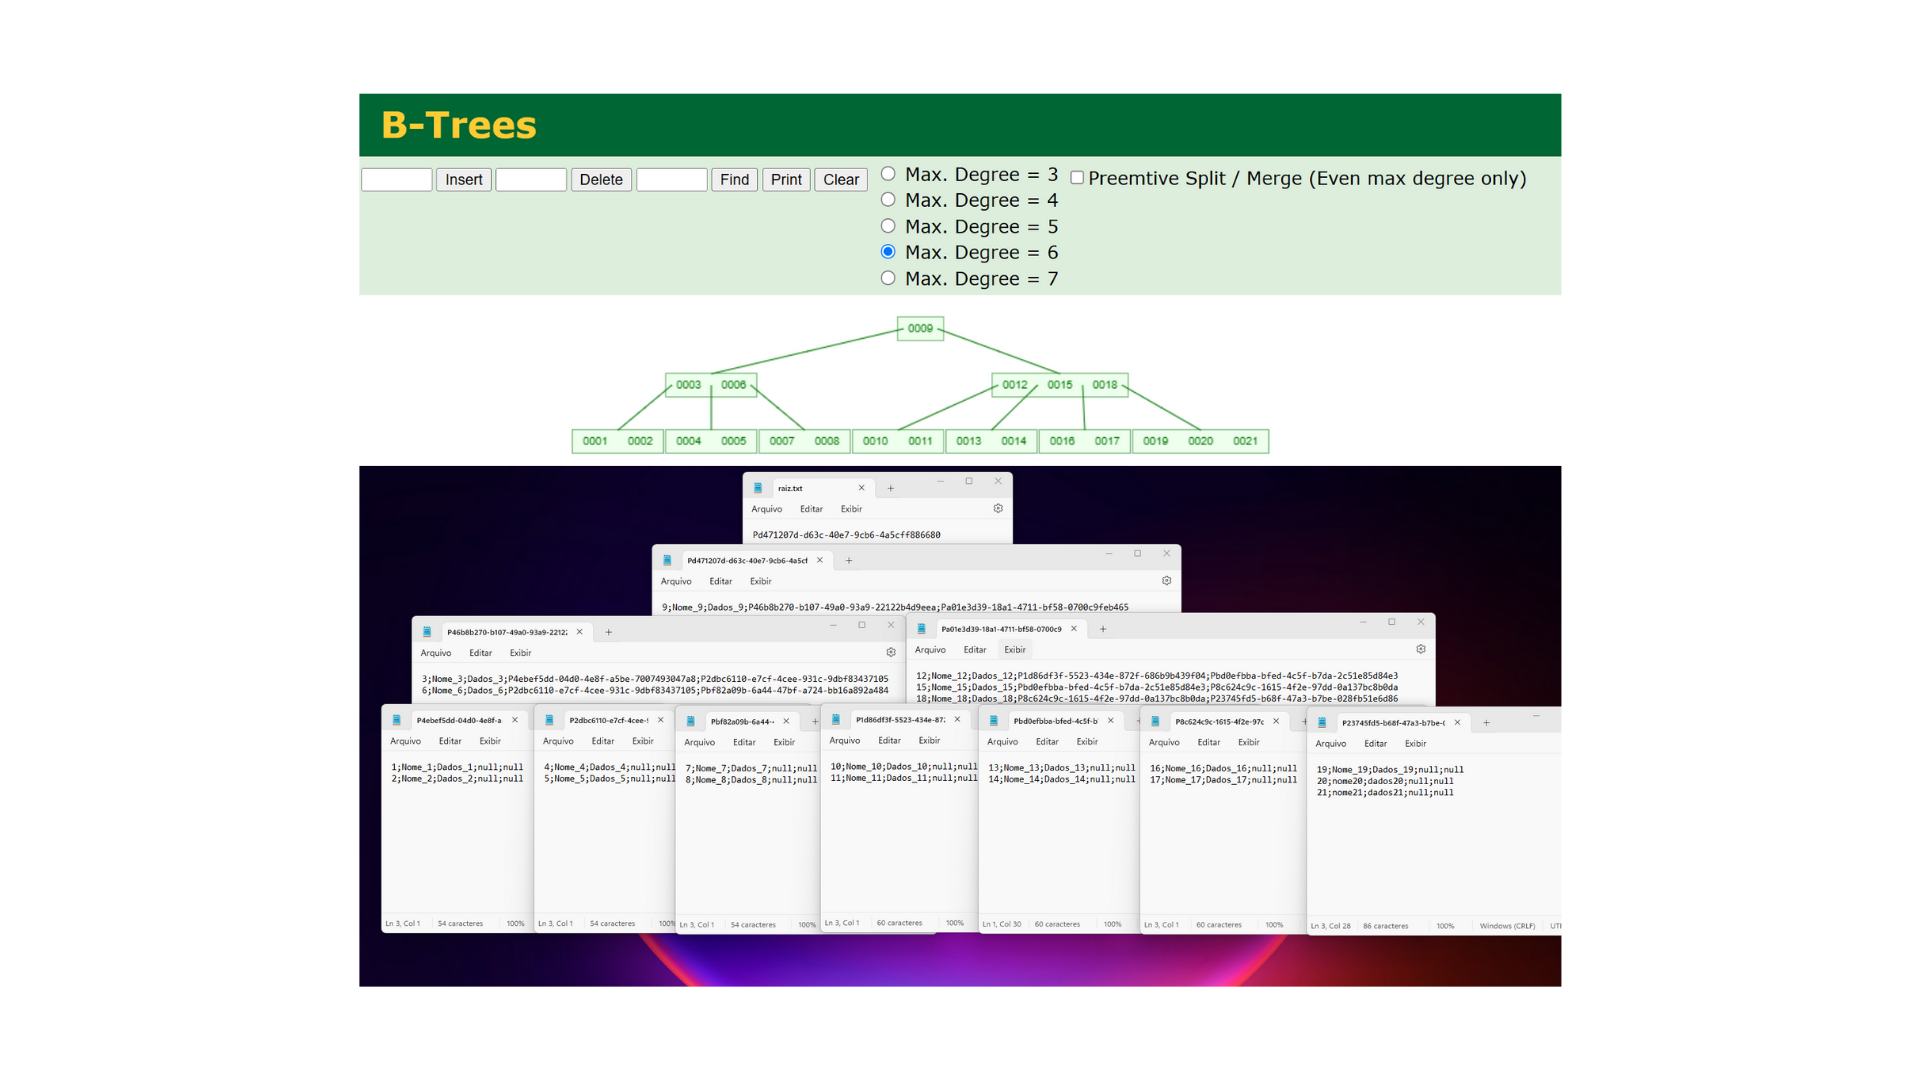 B-Trees
Insert Delete Find Print Clear
Max. Degree = 3
Max. Degree = 4
Max. Degree = 5
Max. Degree = 6
Max. Degree = 7
Preemtive Split / Merge (Even max degree only)
0009
0003 0006
0012 0015 0018
0001 0002 0004 0005 0007 0008 0010 0011 0013 0014 0016 0017 0019 0020 0021
raiz.txt
Arquivo Editar Exibir
Pd471207d-d63c-40e7-9cb6-4a5cff886680
Pd471207d-d63c-40e7-9cb6-4a5cf
Arquivo Editar Exibir
9;Nome_9;Dados_9;P46b8b270-b107-49a0-93a9-22122b4d9eea;Pa01e3d39-18a1-4711-bf58-0700c9feb465
P46b8b270-b107-49a0-93a9-2212
Arquivo Editar Exibir
3;Nome_3;Dados_3;P4ebef5dd-04d0-4e8f-a5be-7007493047a8;P2dbc6110-e7cf-4cee-931c-9dbf83437105
6;Nome_6;Dados_6;P2dbc6110-e7cf-4cee-931c-9dbf83437105;Pbf82a09b-6a44-47bf-a724-bb16a892a484
Pa01e3d39-18a1-4711-bf58-0700c9
Arquivo Editar Exibir
12;Nome_12;Dados_12;P1d86df3f-5523-434e-872f-686b9b439f04;Pbd0efbba-bfed-4c5f-b7da-2c51e85d84e3
15;Nome_15;Dados_15;Pbd0efbba-bfed-4c5f-b7da-2c51e85d84e3;P8c624c9c-1615-4f2e-97dd-0a137bc8b0da
18;Nome_18;Dados_18;P8c624c9c-1615-4f2e-97dd-0a137bc8b0da;P23745fd5-b68f-47a3-b7be-028fb51e6d86
P4ebef5dd-04d0-4e8f-a
Arquivo Editar Exibir
1;Nome_1;Dados_1;null;null
2;Nome_2;Dados_2;null;null
Ln 3, Col 1 54 caracteres 100%
P2dbc6110-e7cf-4cee-
Arquivo Editar Exibir
4;Nome_4;Dados_4;null;null
5;Nome_5;Dados_5;null;null
Ln 3, Col 1 54 caracteres 100%
Pbf82a09b-6a44-
Arquivo Editar Exibir
7;Nome_7;Dados_7;null;null
8;Nome_8;Dados_8;null;null
Ln 3, Col 1 54 caracteres 100%
P1d86df3f-5523-434e-87
Arquivo Editar Exibir
10;Nome_10;Dados_10;null;null
11;Nome_11;Dados_11;null;null
Ln 3, Col 1 60 caracteres 100%
Pbd0efbba-bfed-4c5f-b
Arquivo Editar Exibir
13;Nome_13;Dados_13;null;null
14;Nome_14;Dados_14;null;null
Ln 1, Col 30 60 caracteres 100%
P8c624c9c-1615-4f2e-97c
Arquivo Editar Exibir
16;Nome_16;Dados_16;null;null
17;Nome_17;Dados_17;null;null
Ln 3, Col 1 60 caracteres 100%
P23745fd5-b68f-47a3-b7be-(
Arquivo Editar Exibir
19;Nome_19;Dados_19;null;null
20;nome20;dados20;null;null
21;nome21;dados21;null;null
Ln 3, Col 28 86 caracteres 100% Windows (CRLF)